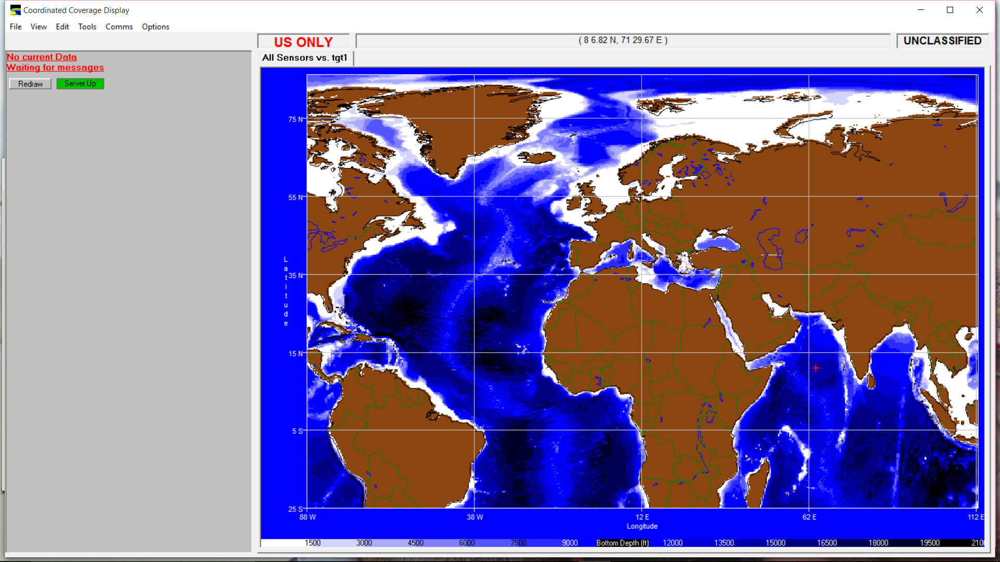 Coordinated Coverage Display
File View Edit Tools Comms Options
US ONLY
( 8 6.82 N, 71 29.67 E )
UNCLASSIFIED
No current Data
Waiting for messages
Redraw
Server Up
All Sensors vs. tgt1
75 N
55 N
35 N
15 N
5 S
25 S
Latitude
88 W 38 W 12 E 62 E 112 E
Longitude
1500 3000 4500 6000 7500 9000 Bottom Depth (ft) 12000 13500 15000 16500 18000 19500 210